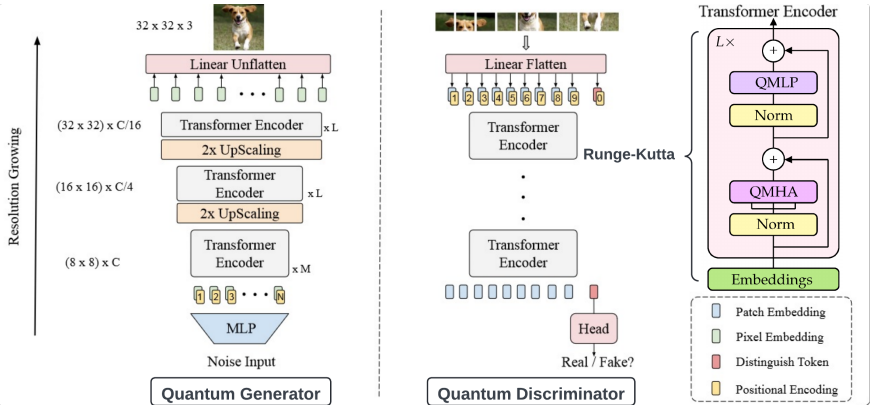 32 x 32 x 3
Linear Unflatten
(32 x 32) x C/16
Transformer Encoder
x L
2x UpScaling
(16 x 16) x C/4
Transformer
Encoder
x L
2x UpScaling
(8 x 8) x C
Transformer
Encoder
x M
1 2 3 N
MLP
Noise Input
Resolution Growing
Quantum Generator
Linear Flatten
1 2 3 4 5 6 7 8 9 0
Transformer
Encoder
Transformer
Encoder
Head
Real / Fake?
Quantum Discriminator
Runge-Kutta
Transformer Encoder
L×
+
QMLP
Norm
+
QMHA
Norm
Embeddings
Patch Embedding
Pixel Embedding
Distinguish Token
Positional Encoding